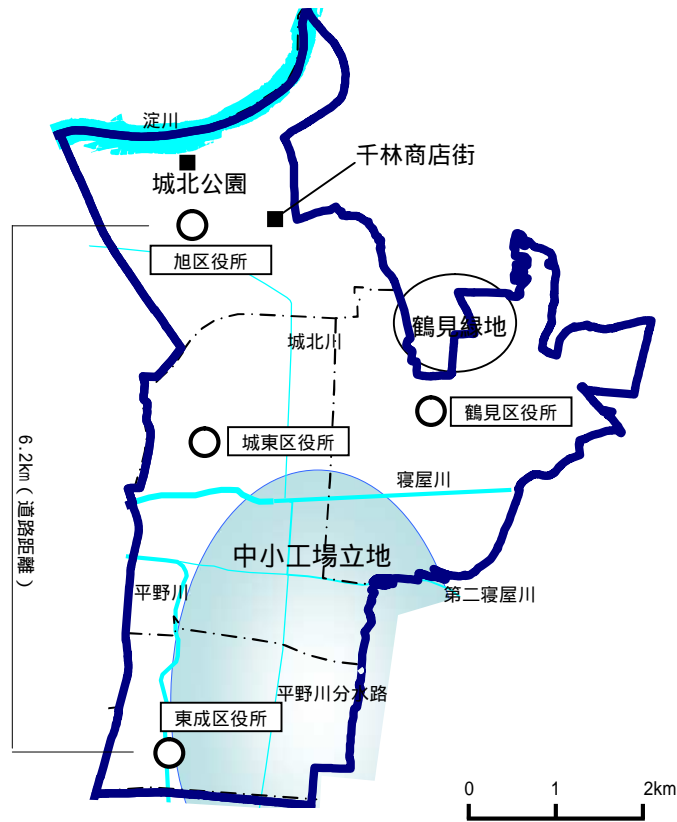 淀川
千林商店街
城北公園
旭区役所
鶴見緑地
城北川
鶴見区役所
城東区役所
6.2㎞(道路距離)
寝屋川
中小工場立地
平野川
第二寝屋川
平野川分水路
東成区役所
0 1 2km